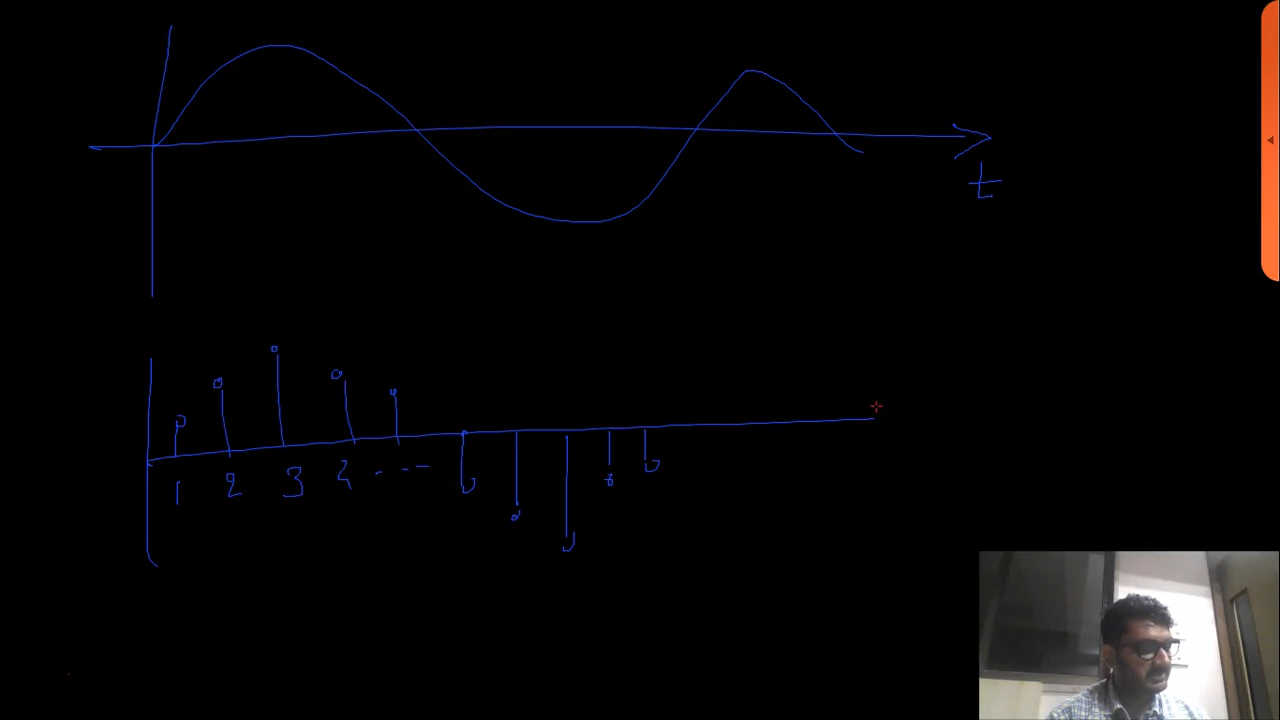 t
1 2 3 4 . . . -